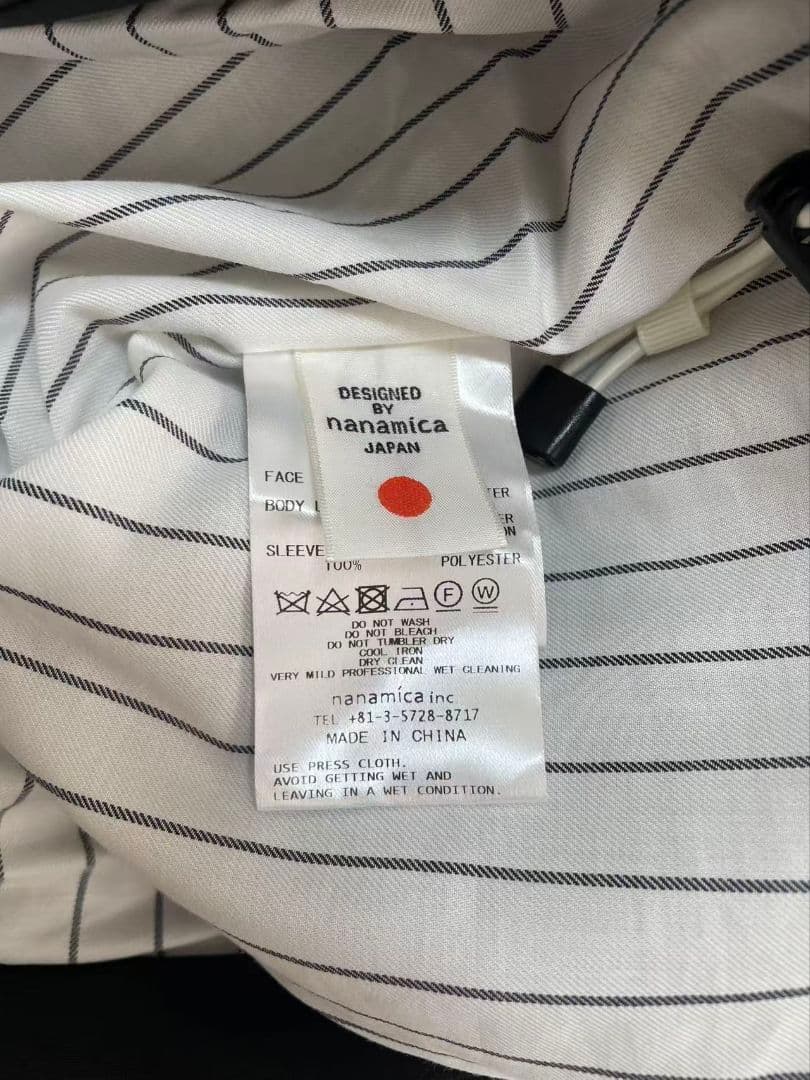 DESIGNED
BY
nanamica
JAPAN
FACE
BODY
SLEEVE
100% POLYESTER
F W
DO NOT WASH
DO NOT BLEACH
DO NOT TUMBLER DRY
COOL IRON
DRY CLEAN
VERY MILD PROFESSIONAL WET CLEANING
nanamica inc
TEL +81-3-5728-8717
MADE IN CHINA
USE PRESS CLOTH.
AVOID GETTING WET AND
LEAVING IN A WET CONDITION.